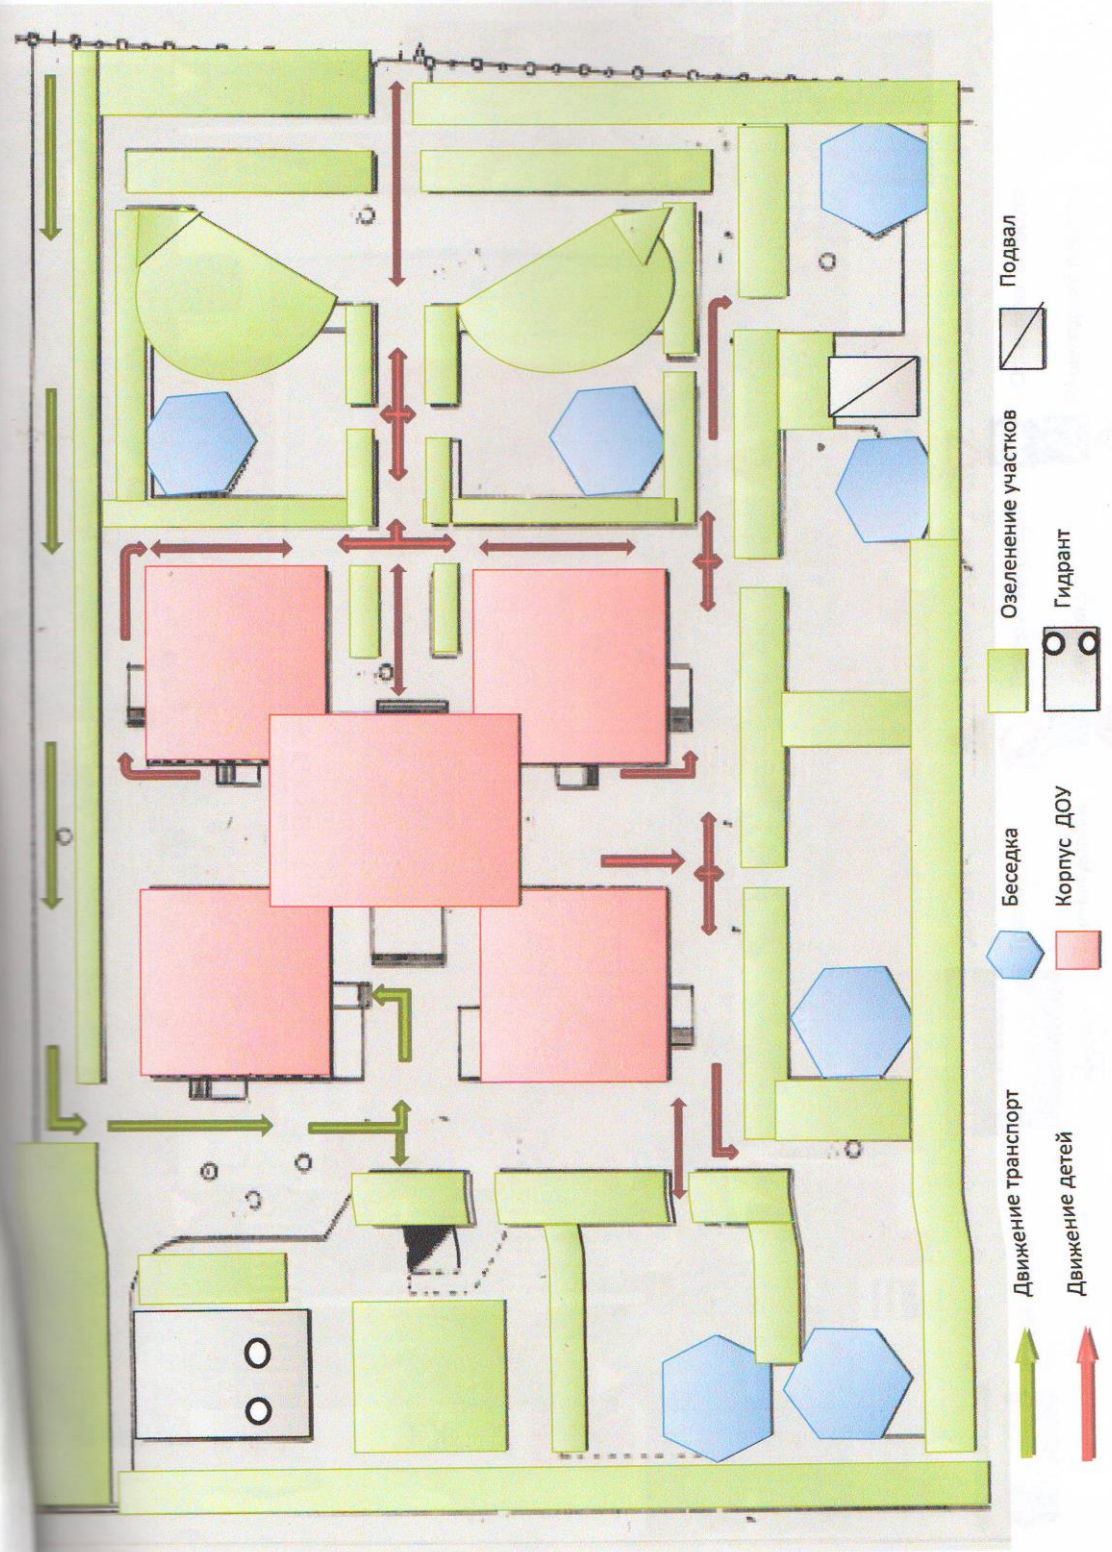 Движение транспорт
Движение детей
Беседка
Корпус ДОУ
Озеленение участков
Гидрант
Подвал